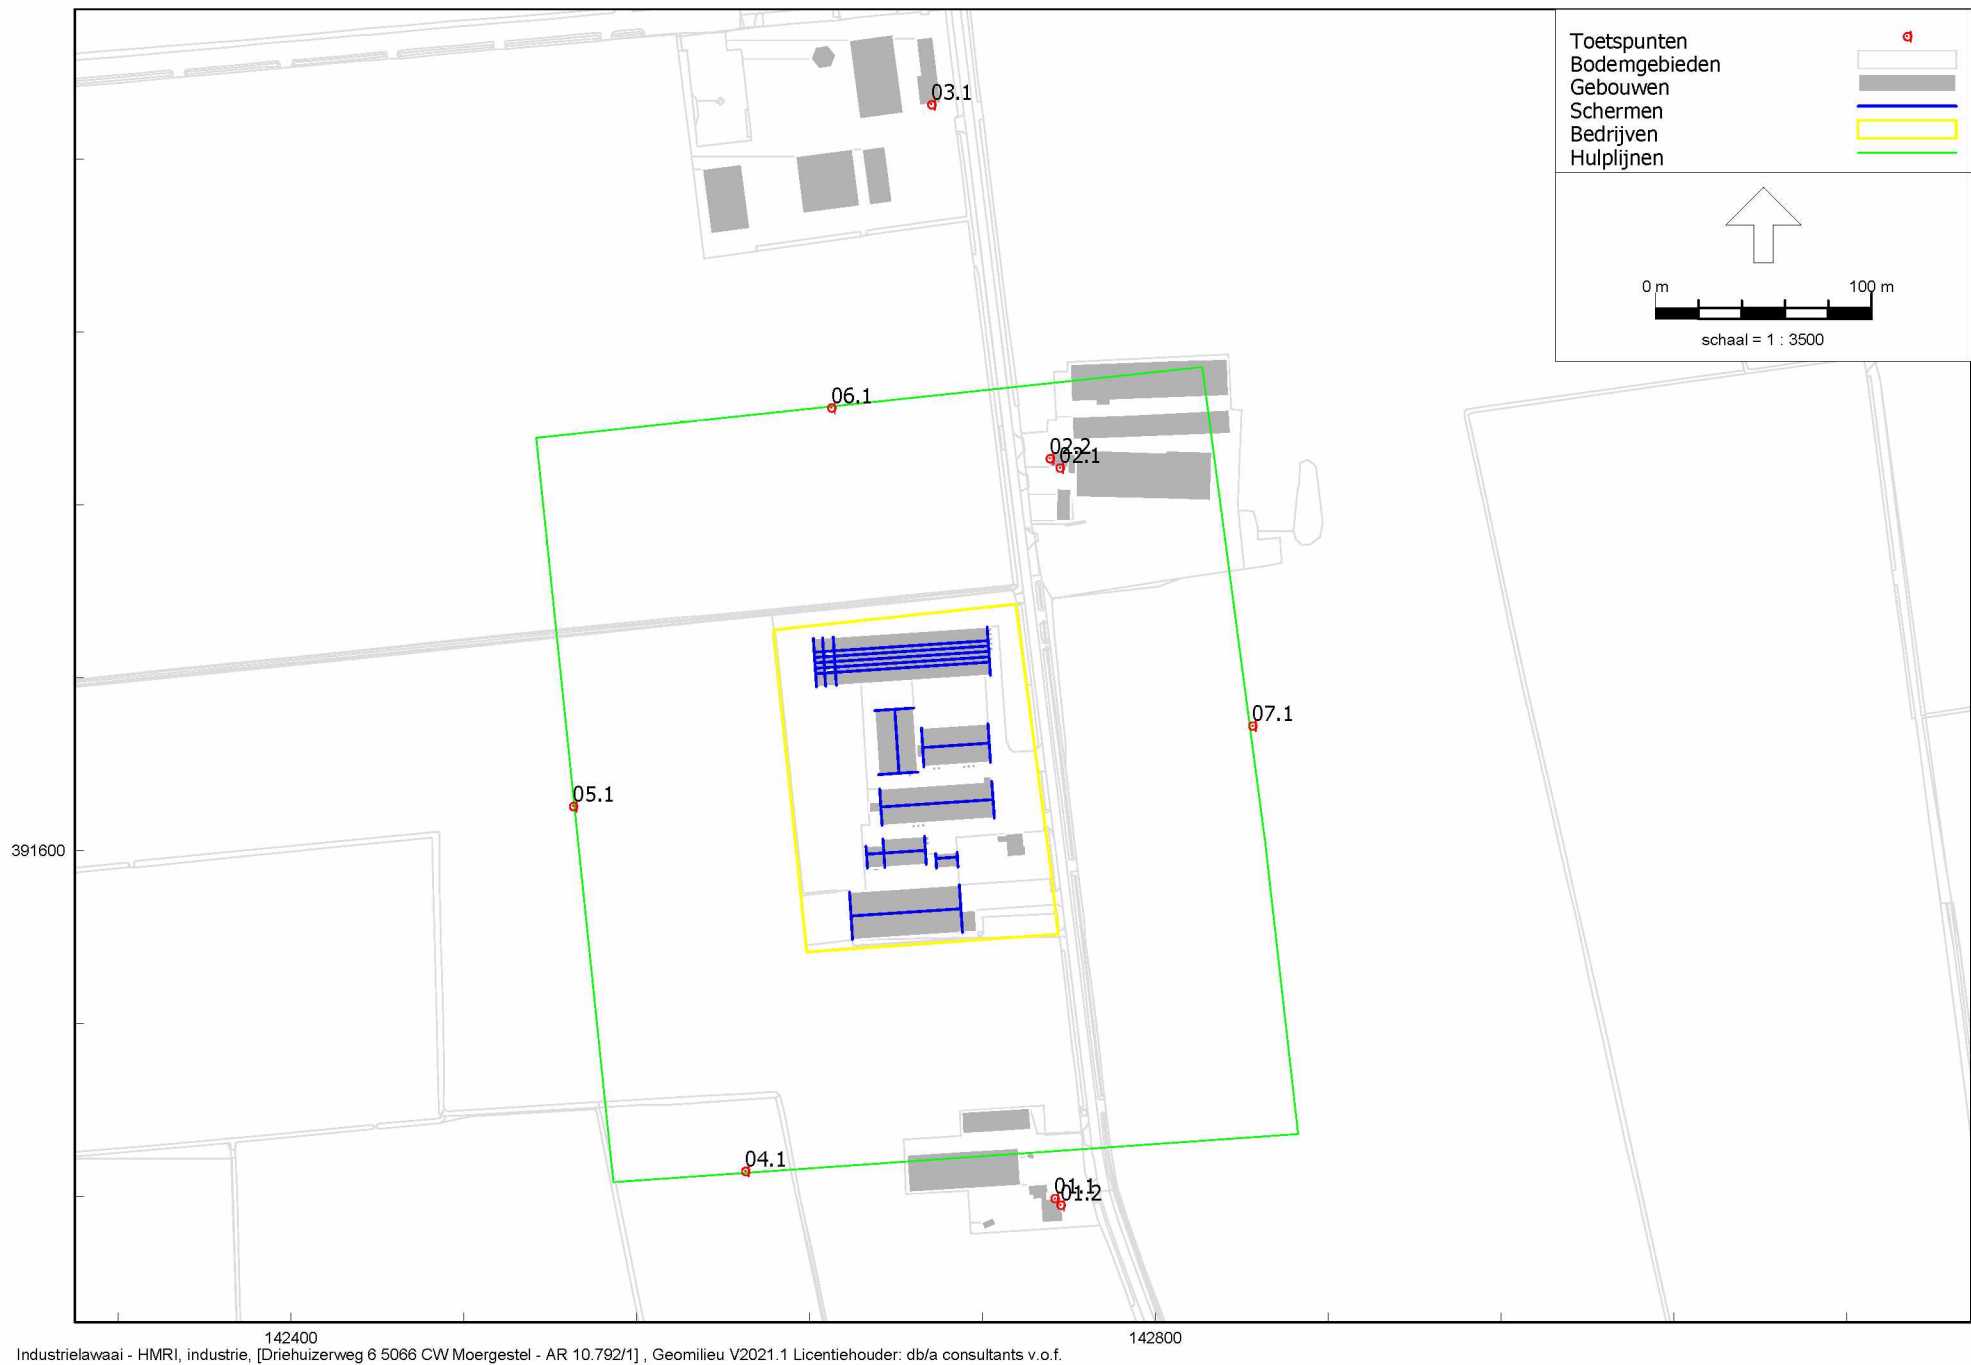 Toetspunten
Bodemgebieden
Gebouwen
Schermen
Bedrijven
Hulplijnen
0 m 100 m
schaal = 1 : 3500
03.1
06.1
02.2
02.1
07.1
05.1
391600
04.1
01.1
01.2
142400 142800
Industrielawaai - HMRI, industrie, [Driehuizerweg 6 5066 CW Moergestel - AR 10.792/1] , Geomilieu V2021.1 Licentiehouder: db/a consultants v.o.f.